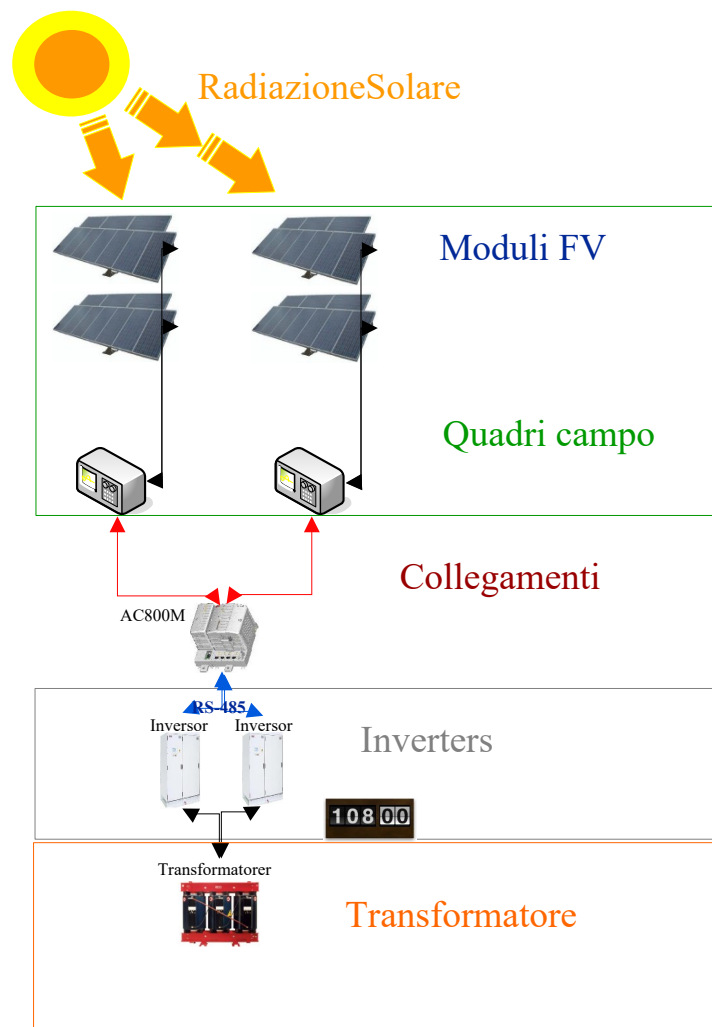 RadiazioneSolare
Moduli FV
Quadri campo
Collegamenti
AC800M
RS-485
Inversor Inversor
Inverters
10800
Transformatorer
Transformatore